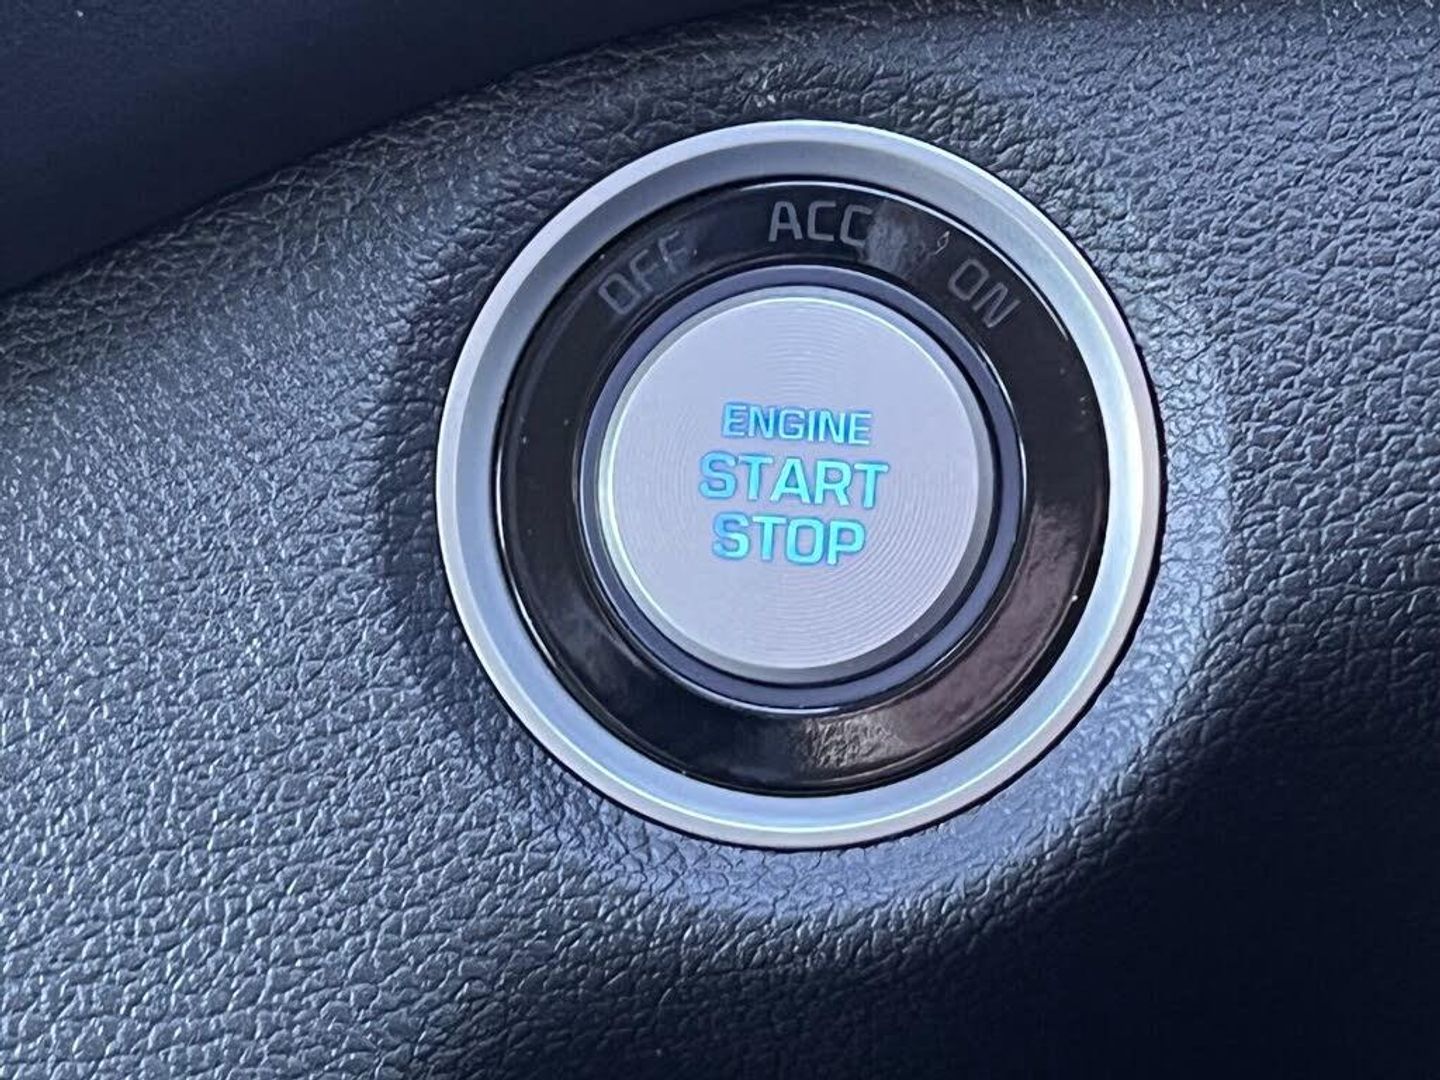 OFF ACC ON
ENGINE
START
STOP